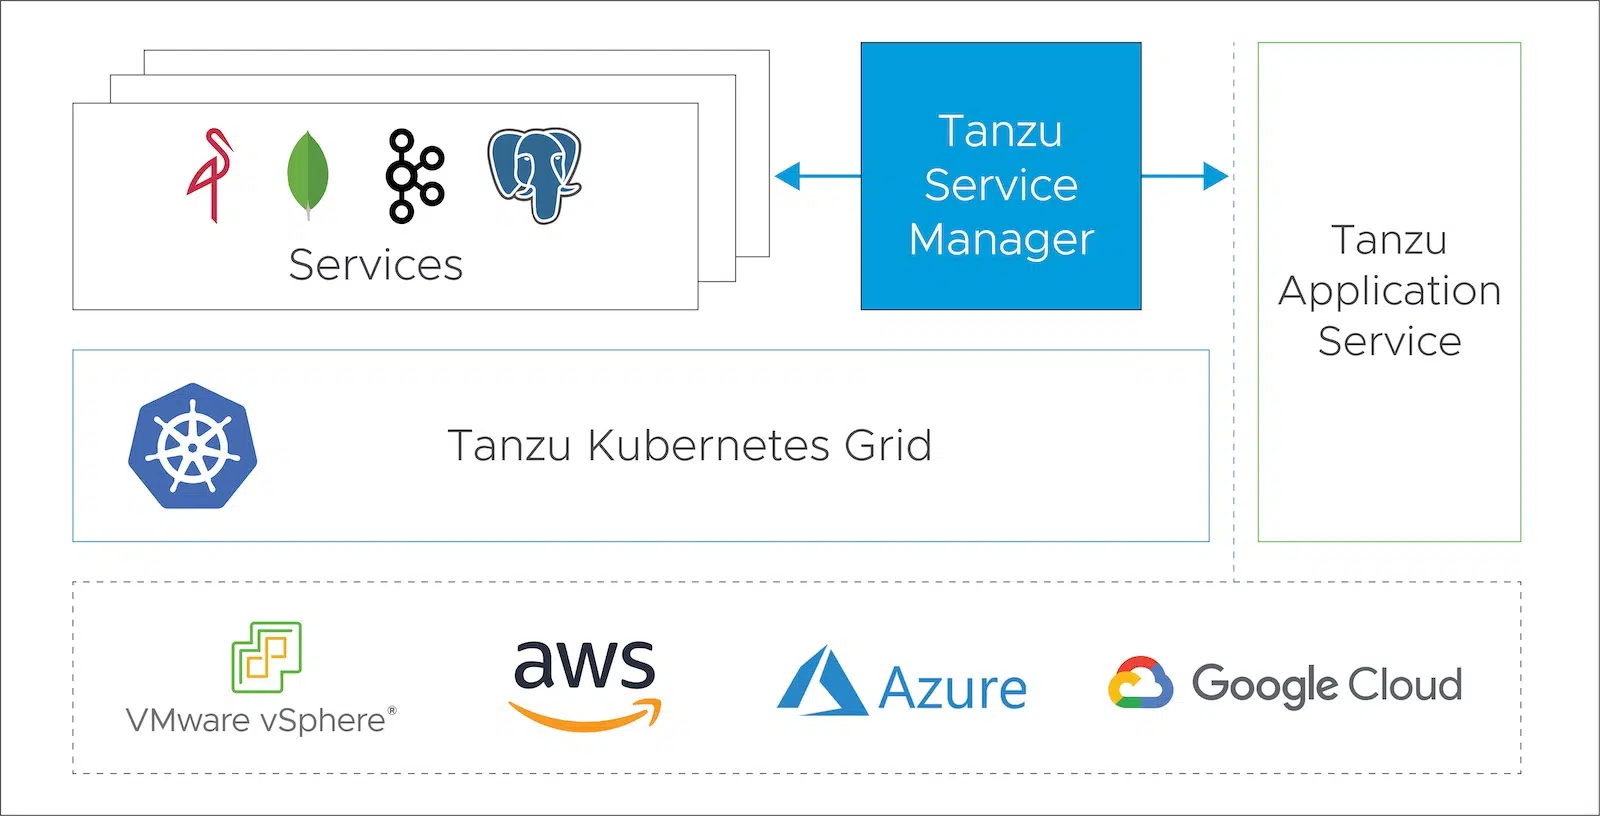 Services
Tanzu
Service
Manager
Tanzu
Application
Service
Tanzu Kubernetes Grid
VMware vSphere®
aws
Azure
Google Cloud